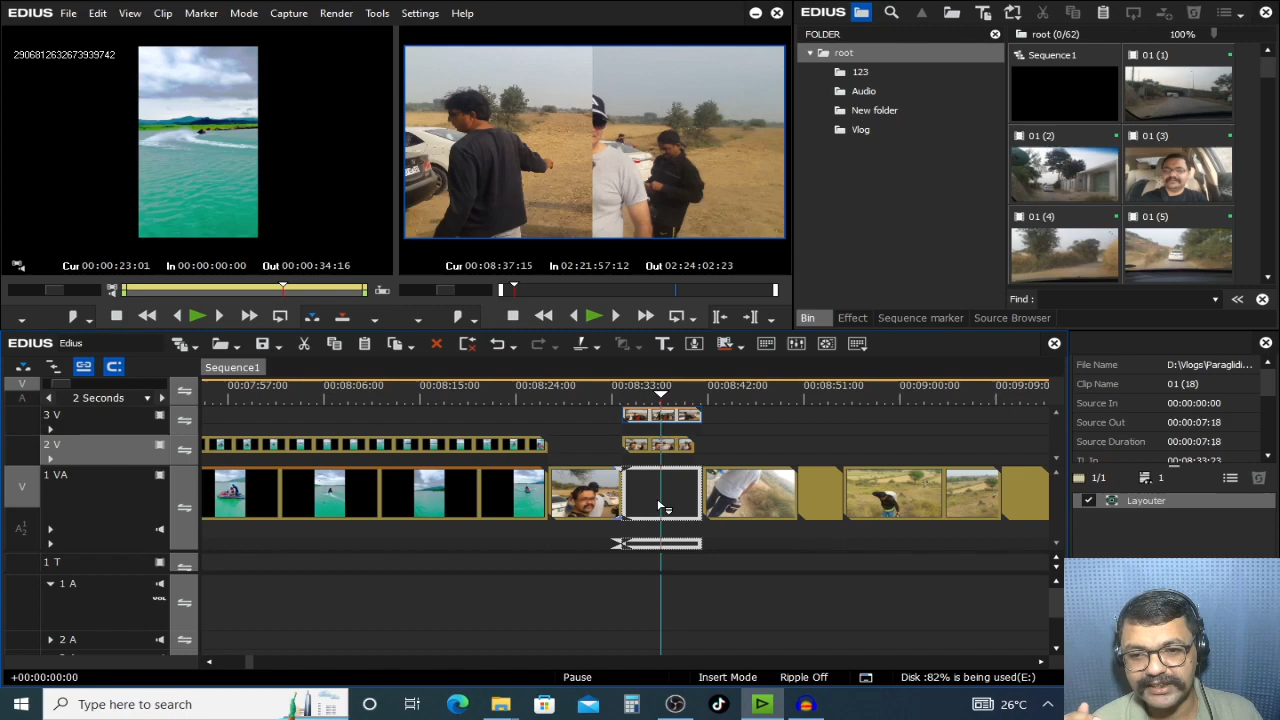 EDIUS File Edit View Clip Marker Mode Capture Render Tools Settings Help
2906812632673939742
Cur 00:00:23:01 In 00:00:00:00 Out 00:00:34:16
Cur 00:08:37:15 In 02:21:57:12 Out 02:24:02:23
EDIUS
FOLDER
root (0/62) 100%
root
123
Audio
New folder
Vlog
Sequence1 01 (1)
01 (2) 01 (3)
01 (4) 01 (5)
Find :
Bin Effect Sequence marker Source Browser
EDIUS Edius
Sequence1
V
A
2 Seconds
00:07:57:00 00:08:06:00 00:08:15:00 00:08:24:00 00:08:33:00 00:08:42:00 00:08:51:00 00:09:00:00 00:09:09:0
3 V
2 V
1 VA
V
1 T
1 A
VOL
2 A
File Name D:\Vlogs\Paraglidi...
Clip Name 01 (18)
Source In 00:00:00:00
Source Out 00:00:07:18
Source Duration 00:00:07:18
TL In 00:08:33:23
1/1 1
Layouter
+00:00:00:00 Pause Insert Mode Ripple Off Disk :82% is being used(E:)
Type here to search
26°C